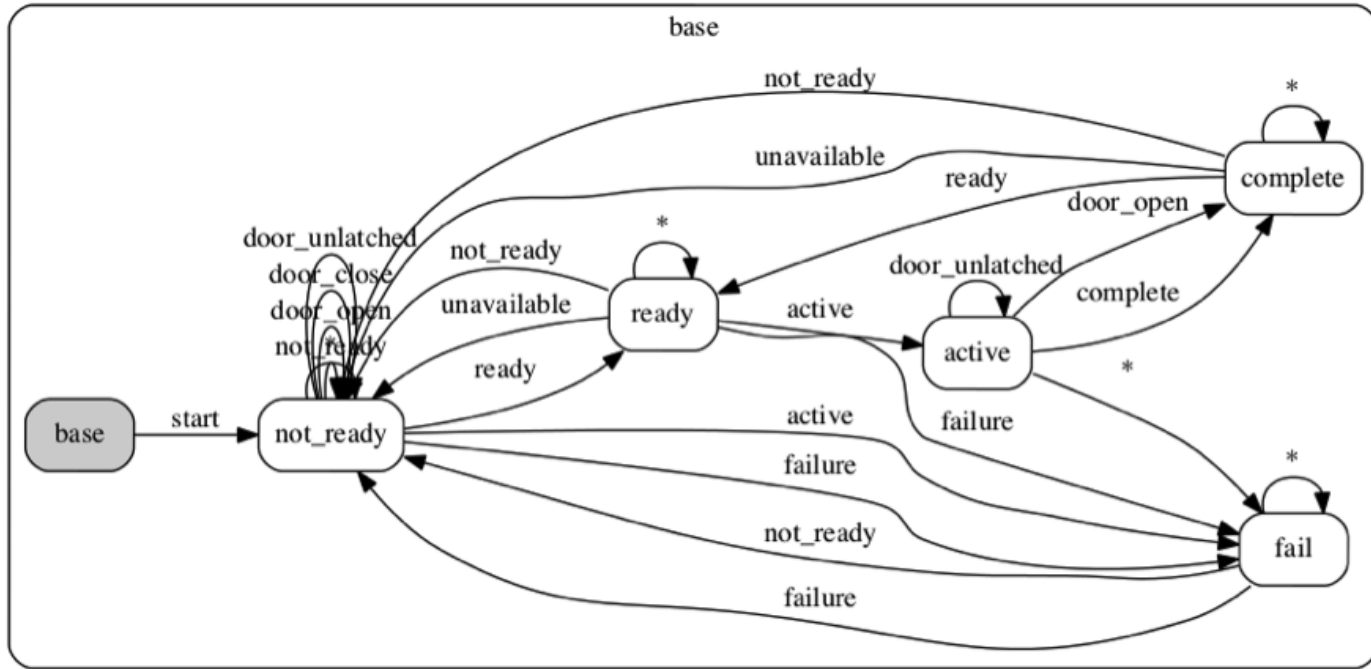 base
not_ready
*
unavailable
complete
ready
door_open
door_unlatched
*
door_close
not_ready
door_unlatched
door_open
unavailable
complete
ready
active
not_ready
*
active
ready
*
start
active
base
not_ready
failure
failure
*
not_ready
fail
failure